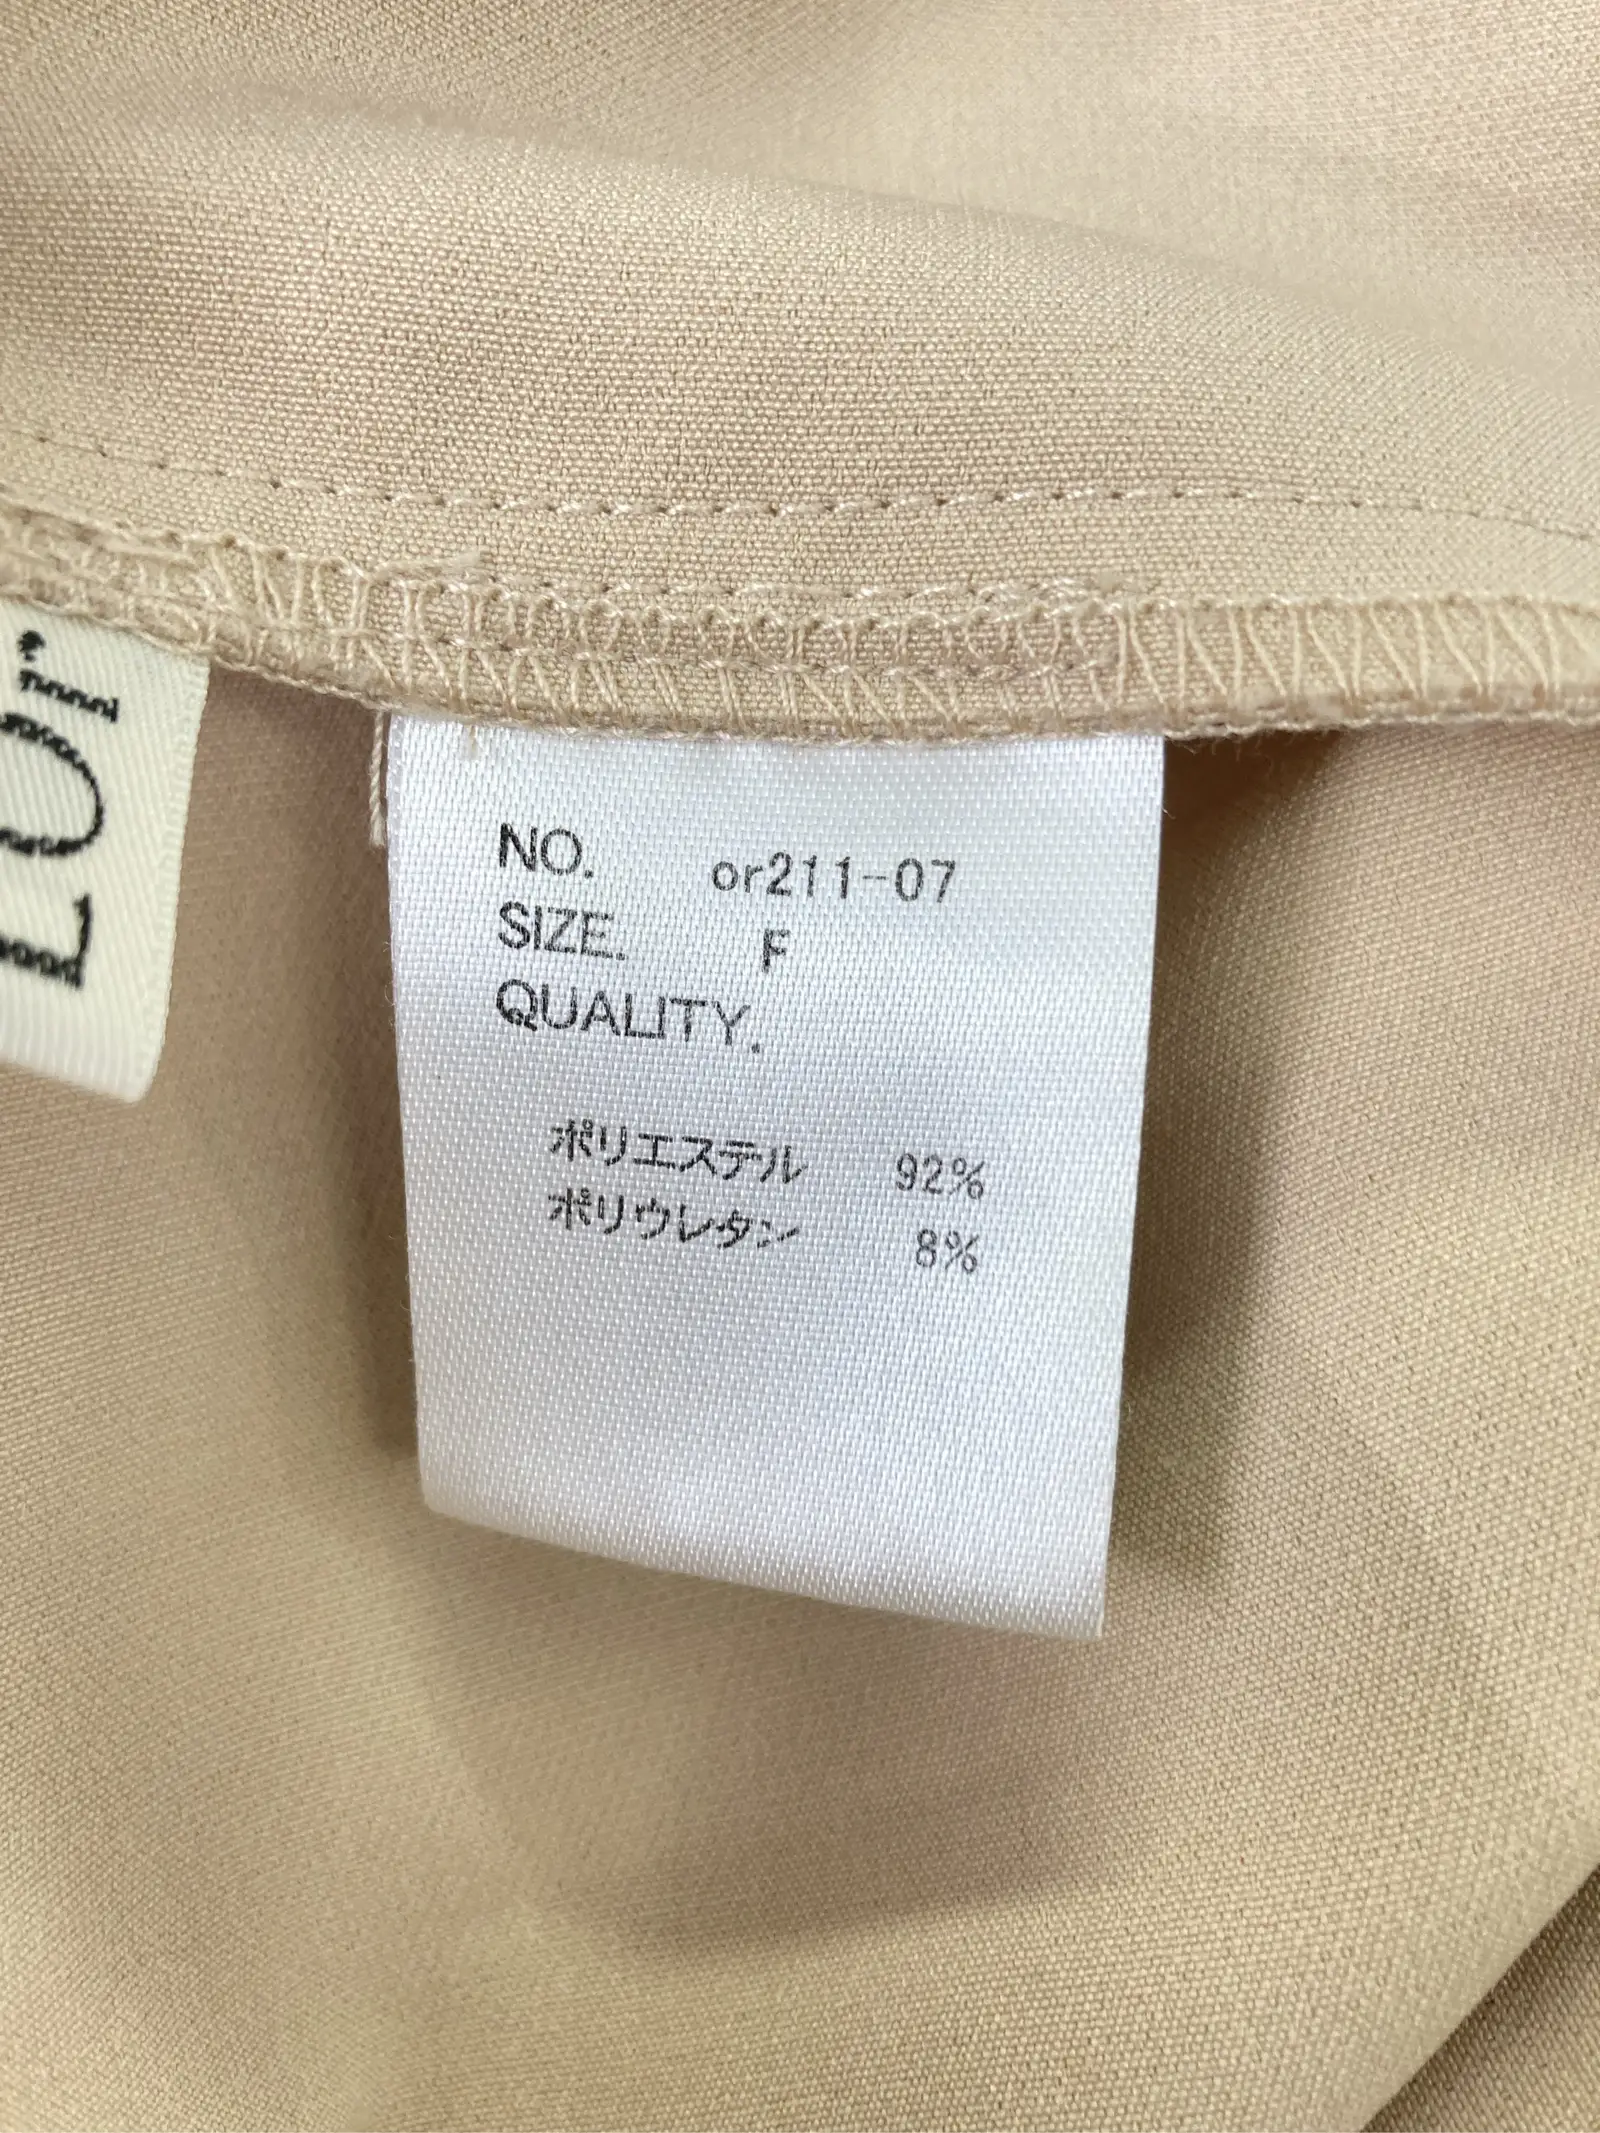 NO. or211-07
SIZE. F
QUALITY.
ポリエステル 92%
ポリウレタン 8%